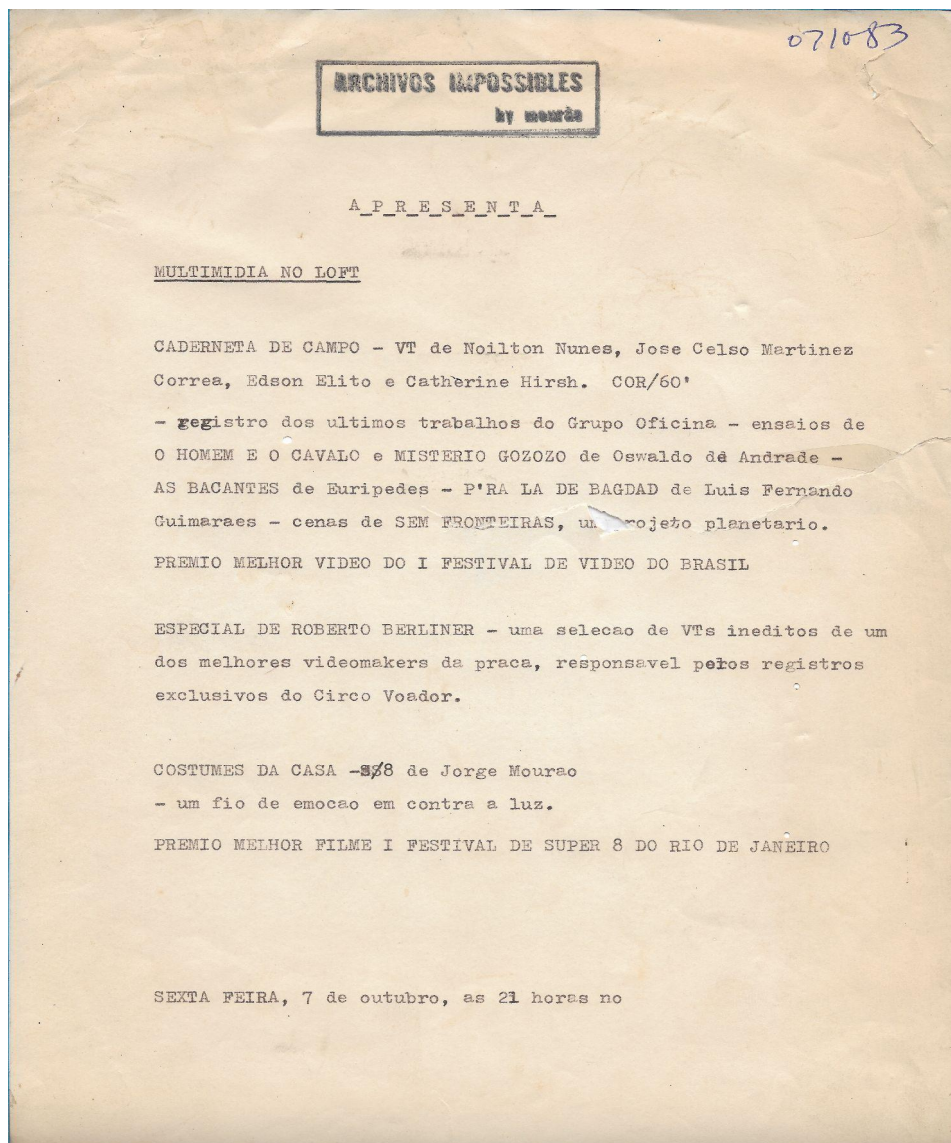 071083
ARCHIVOS IMPOSSIBLES
by mourão
A P R E S E N T A
MULTIMIDIA NO LOFT
CADERNETA DE CAMPO - VT de Noilton Nunes, Jose Celso Martinez
Correa, Edson Elito e Catherine Hirsh. COR/60'
- registro dos ultimos trabalhos do Grupo Oficina - ensaios de
O HOMEM E O CAVALO e MISTERIO GOZOZO de Oswaldo de Andrade -
AS BACANTES de Euripedes - P'RA LA DE BAGDAD de Luis Fernando
Guimaraes - cenas de SEM FRONTEIRAS, um projeto planetario.
PREMIO MELHOR VIDEO DO I FESTIVAL DE VIDEO DO BRASIL
ESPECIAL DE ROBERTO BERLINER - uma selecao de VTs ineditos de um
dos melhores videomakers da praca, responsavel pelos registros
exclusivos do Circo Voador.
COSTUMES DA CASA -S/8 de Jorge Mourao
- um fio de emocao em contra a luz.
PREMIO MELHOR FILME I FESTIVAL DE SUPER 8 DO RIO DE JANEIRO
SEXTA FEIRA, 7 de outubro, as 21 horas no